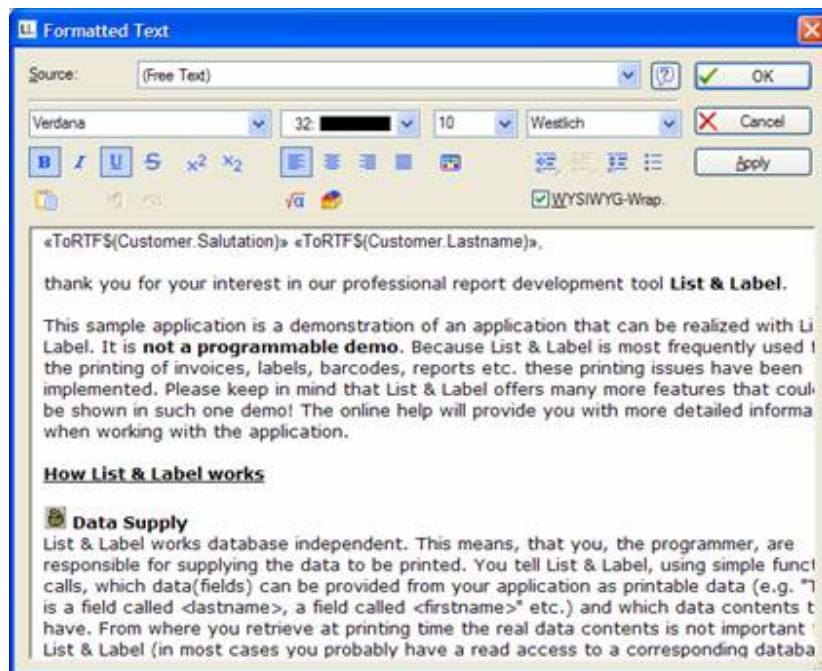 Formatted Text
Source: (Free Text) OK
Verdana 32: 10 Westlich Cancel
B I U S x² x₂ Apply
√α WYSIWYG-Wrap.
«ToRTF$(Customer.Salutation)» «ToRTF$(Customer.Lastname)»,
thank you for your interest in our professional report development tool List & Label.
This sample application is a demonstration of an application that can be realized with Li
Label. It is not a programmable demo. Because List & Label is most frequently used f
the printing of invoices, labels, barcodes, reports etc. these printing issues have been
implemented. Please keep in mind that List & Label offers many more features that coul
be shown in such one demo! The online help will provide you with more detailed informa
when working with the application.
How List & Label works
Data Supply
List & Label works database independent. This means, that you, the programmer, are
responsible for supplying the data to be printed. You tell List & Label, using simple funct
calls, which data(fields) can be provided from your application as printable data (e.g. "T
is a field called <lastname>, a field called <firstname>" etc.) and which data contents t
have. From where you retrieve at printing time the real data contents is not important
List & Label (in most cases you probably have a read access to a corresponding databa